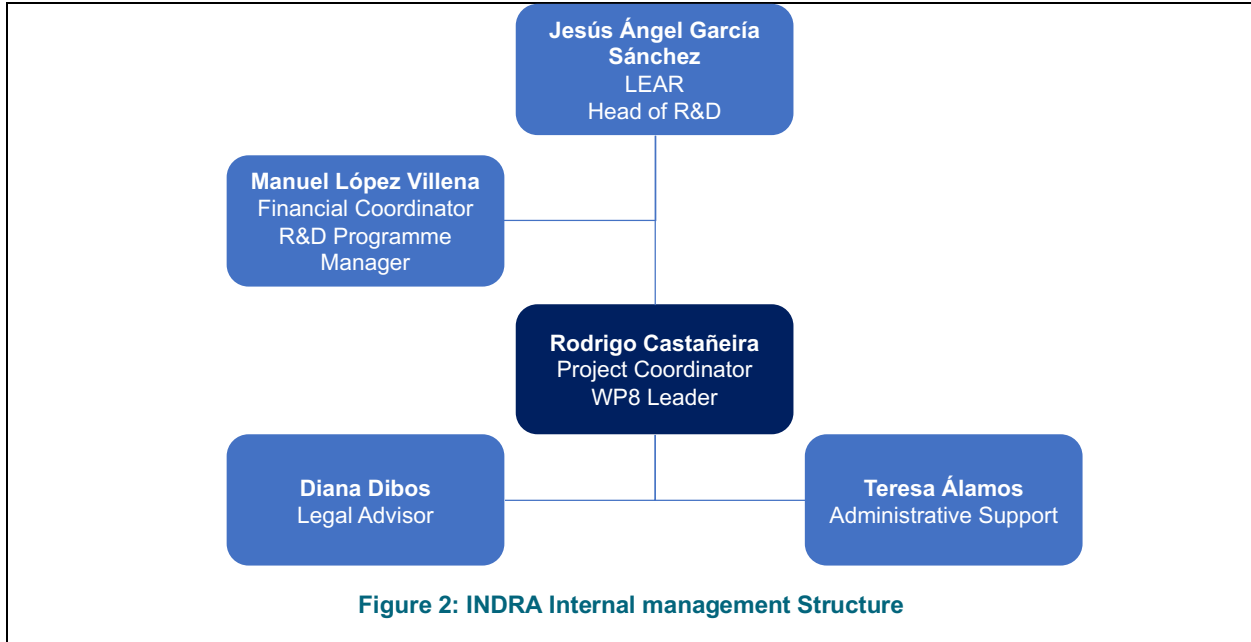 Jesús Ángel García
Sánchez
LEAR
Head of R&D
Manuel López Villena
Financial Coordinator
R&D Programme
Manager
Rodrigo Castañeira
Project Coordinator
WP8 Leader
Diana Dibos
Legal Advisor
Teresa Álamos
Administrative Support
Figure 2: INDRA Internal management Structure